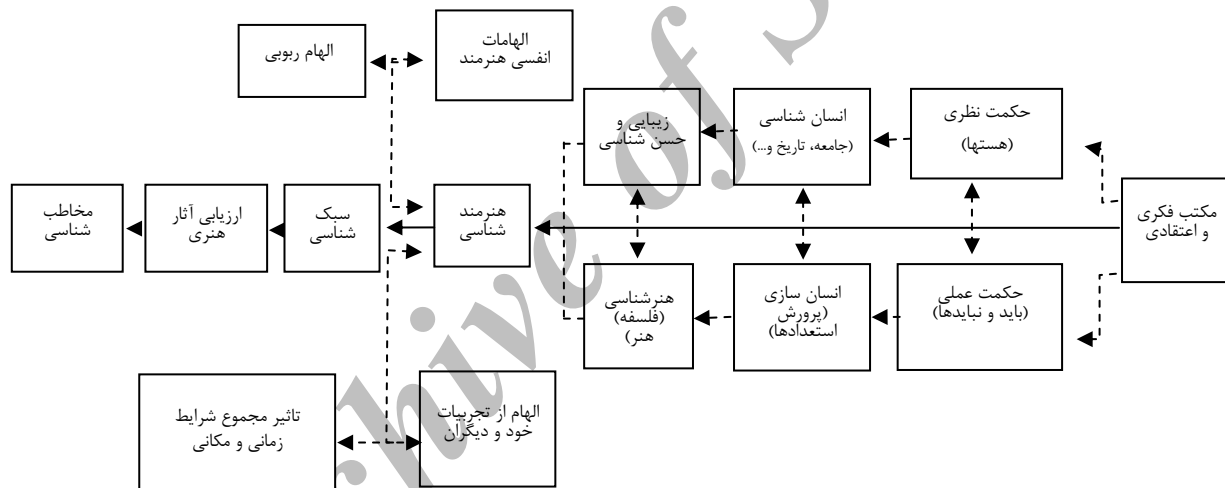 مکتب فکری
و اعتقادی
حکمت نظری
(هستها)
انسان شناسی
(جامعه، تاریخ و...)
زیبایی و
حسن شناسی
حکمت عملی
(باید و نبایدها)
انسان سازی
(پرورش
استعدادها)
هنرشناسی
(فلسفه
هنر)
الهامات
انفسی هنرمند
الهام ربوبی
هنرمند
شناسی
سبک
شناسی
ارزیابی آثار
هنری
مخاطب
شناسی
الهام از تجربیات
خود و دیگران
تاثیر مجموع شرایط
زمانی و مکانی
hive of S